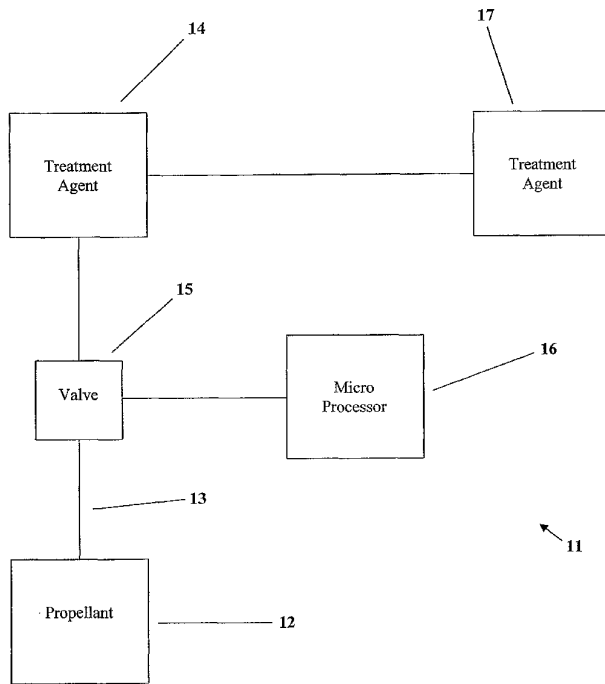 14
17
Treatment
Agent
Treatment
Agent
15
16
Valve
Micro
Processor
13
11
Propellant
12